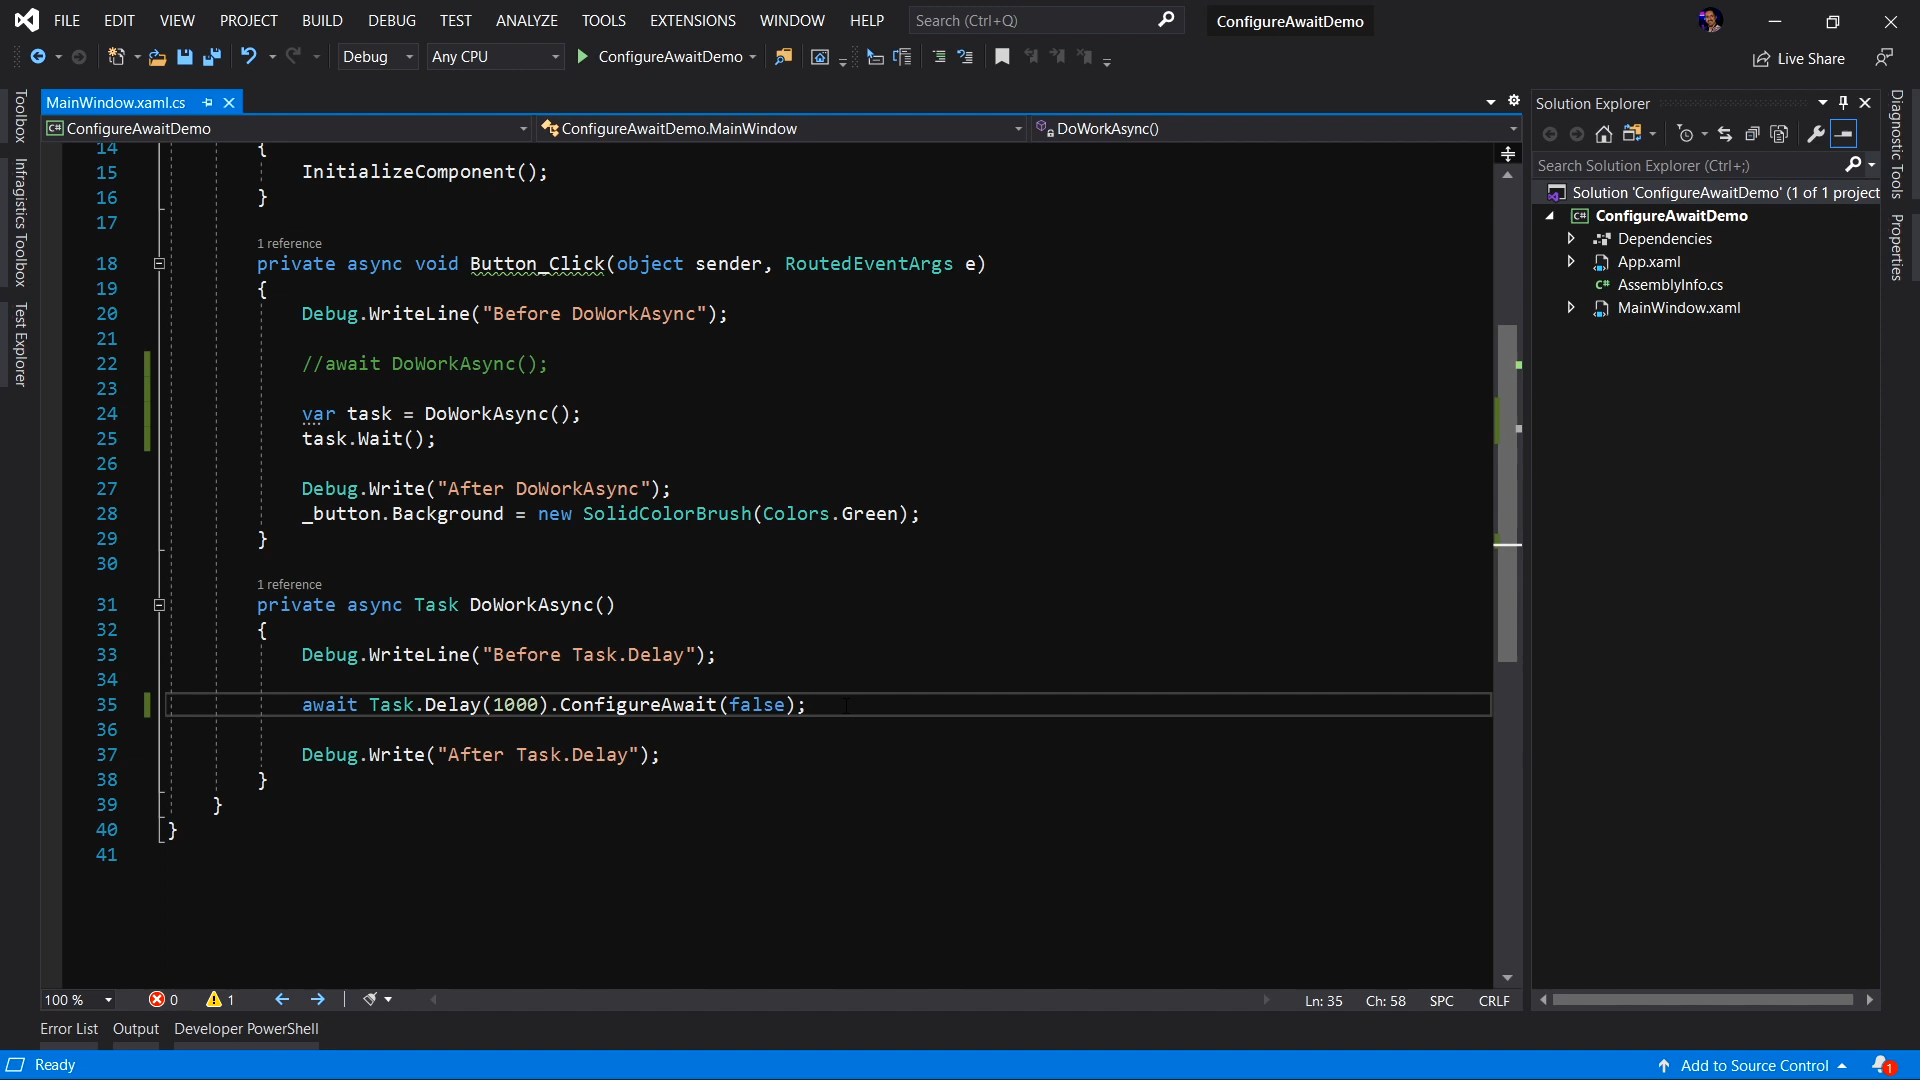 FILE EDIT VIEW PROJECT BUILD DEBUG TEST ANALYZE TOOLS EXTENSIONS WINDOW HELP Search (Ctrl+Q) ConfigureAwaitDemo
Debug Any CPU ConfigureAwaitDemo Live Share
Toolbox
Infragistics Toolbox
Test Explorer
MainWindow.xaml.cs
C# ConfigureAwaitDemo ConfigureAwaitDemo.MainWindow DoWorkAsync()
14 {
15 InitializeComponent();
16 }
17
1 reference
18 private async void Button_Click(object sender, RoutedEventArgs e)
19 {
20 Debug.WriteLine("Before DoWorkAsync");
21
22 //await DoWorkAsync();
23
24 var task = DoWorkAsync();
25 task.Wait();
26
27 Debug.Write("After DoWorkAsync");
28 _button.Background = new SolidColorBrush(Colors.Green);
29 }
30
1 reference
31 private async Task DoWorkAsync()
32 {
33 Debug.WriteLine("Before Task.Delay");
34
35 await Task.Delay(1000).ConfigureAwait(false);
36
37 Debug.Write("After Task.Delay");
38 }
39 }
40 }
41
100 % 0 1 Ln: 35 Ch: 58 SPC CRLF
Error List Output Developer PowerShell
Solution Explorer
Search Solution Explorer (Ctrl+;)
Solution 'ConfigureAwaitDemo' (1 of 1 project
C# ConfigureAwaitDemo
Dependencies
App.xaml
C# AssemblyInfo.cs
MainWindow.xaml
Diagnostic Tools
Properties
Ready Add to Source Control 1